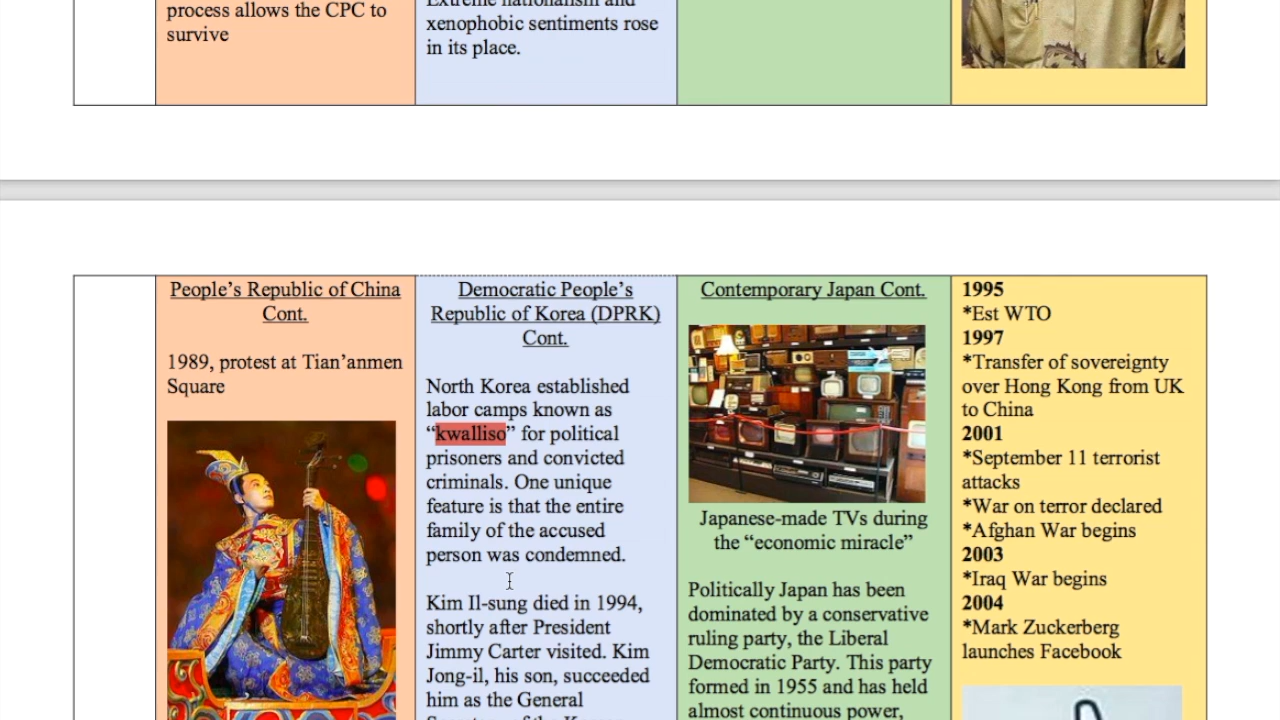 process allows the CPC to
survive
xenophobic sentiments rose
in its place.
People's Republic of China
Cont.
1989, protest at Tian'anmen
Square
Democratic People's
Republic of Korea (DPRK)
Cont.
North Korea established
labor camps known as
“kwalliso” for political
prisoners and convicted
criminals. One unique
feature is that the entire
family of the accused
person was condemned.
Kim Il-sung died in 1994,
shortly after President
Jimmy Carter visited. Kim
Jong-il, his son, succeeded
him as the General
Contemporary Japan Cont.
Japanese-made TVs during
the “economic miracle”
Politically Japan has been
dominated by a conservative
ruling party, the Liberal
Democratic Party. This party
formed in 1955 and has held
almost continuous power,
1995
*Est WTO
1997
*Transfer of sovereignty
over Hong Kong from UK
to China
2001
*September 11 terrorist
attacks
*War on terror declared
*Afghan War begins
2003
*Iraq War begins
2004
*Mark Zuckerberg
launches Facebook